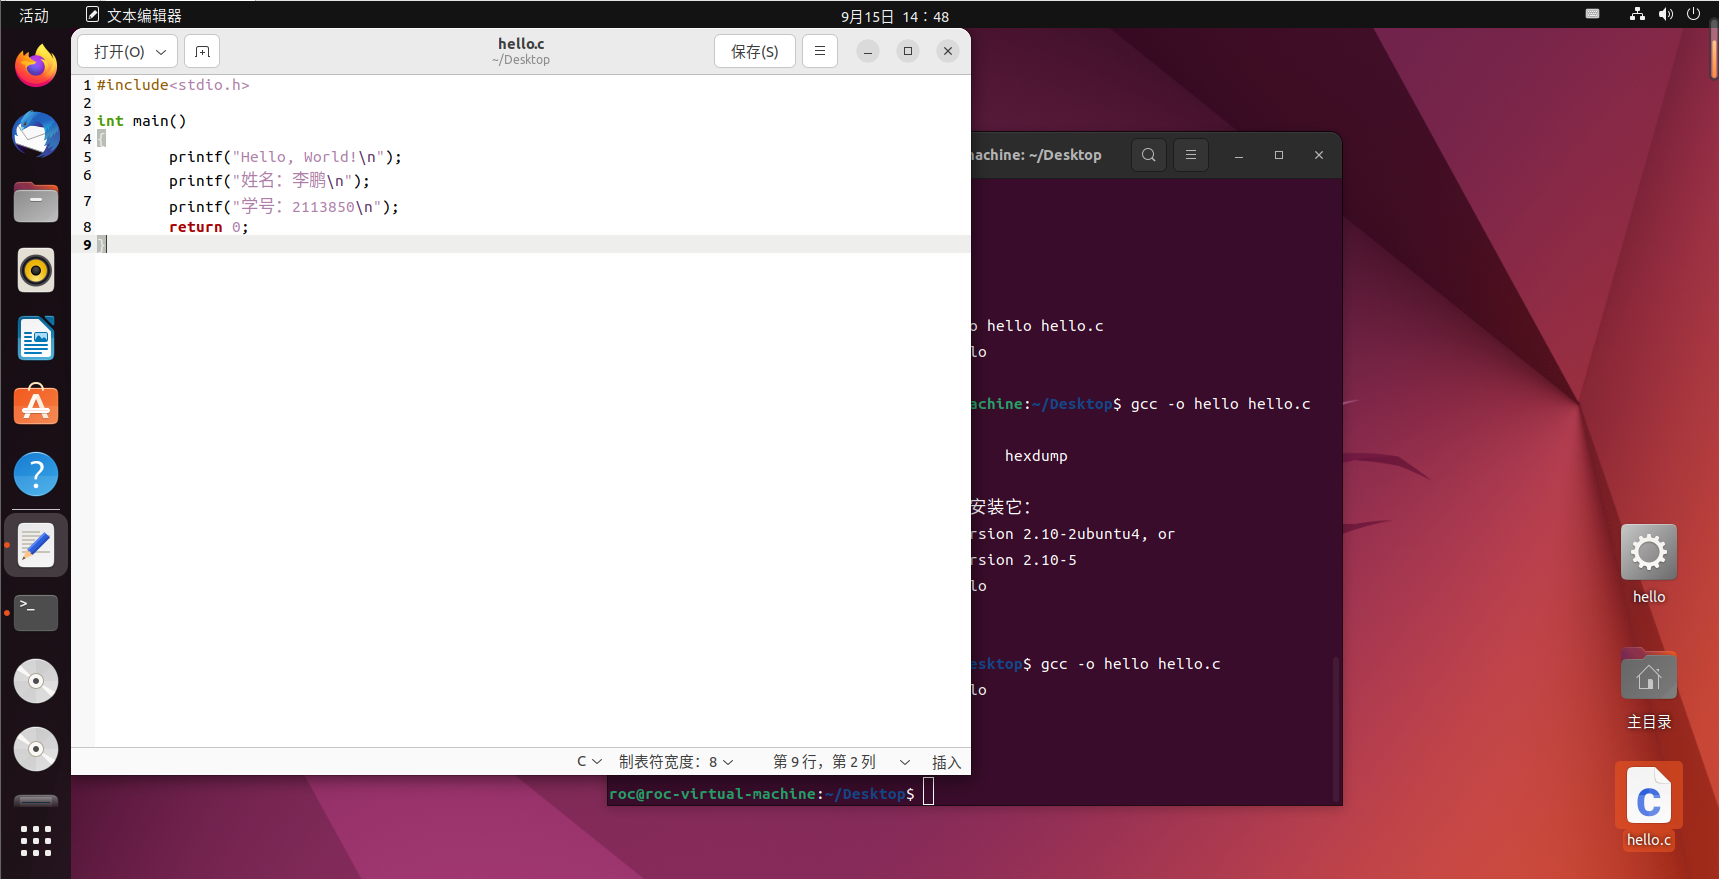 活动
文本编辑器
9月15日 14：48
打开(O)
hello.c
~/Desktop
保存(S)
1 #include<stdio.h>
2
3 int main()
4 {
5 printf("Hello, World!\n");
6 printf("姓名：李鹏\n");
7 printf("学号：2113850\n");
8 return 0;
9 }
C
制表符宽度：8
第 9 行，第 2 列
插入
achine: ~/Desktop
o hello hello.c
lo
achine:~/Desktop$ gcc -o hello hello.c
hexdump
安装它：
rsion 2.10-2ubuntu4, or
rsion 2.10-5
lo
esktop$ gcc -o hello hello.c
lo
roc@roc-virtual-machine:~/Desktop$
hello
主目录
hello.c